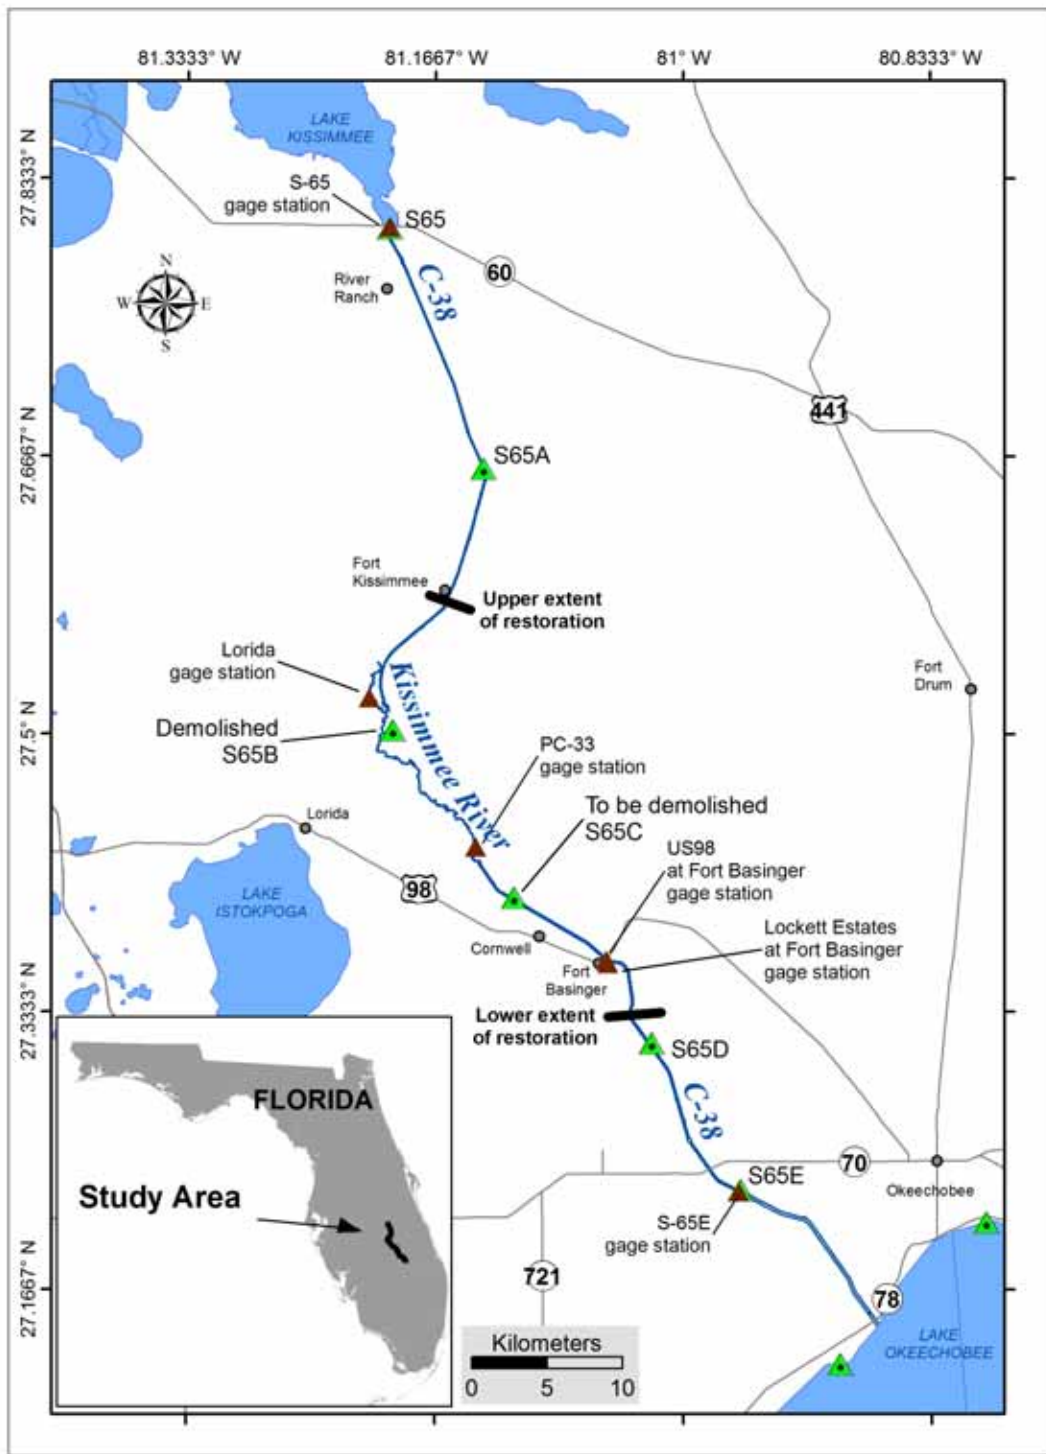 81.33333° W
81.1667° W
81° W
80.8333° W
27.8333° N
27.6667° N
27.5° N
27.3333° N
27.1667° N
LAKE
KISSIMMEE
S-65
gage station
S65
N
W
E
S
River
Ranch
C-38
60
441
S65A
Fort
Kissimmee
Upper extent
of restoration
Lorida
gage station
Kissimmee River
Fort
Drum
Demolished
S65B
PC-33
gage station
To be demolished
S65C
Lorida
US98
at Fort Basinger
gage station
LAKE
ISTOKPOGA
98
Lockett Estates
at Fort Basinger
gage station
Cornwell
Fort
Basinger
Lower extent
of restoration
S65D
C-38
FLORIDA
Study Area
70
S65E
Okeechobee
S-65E
gage station
721
78
Kilometers
0
5
10
LAKE
OKEECHOBEE